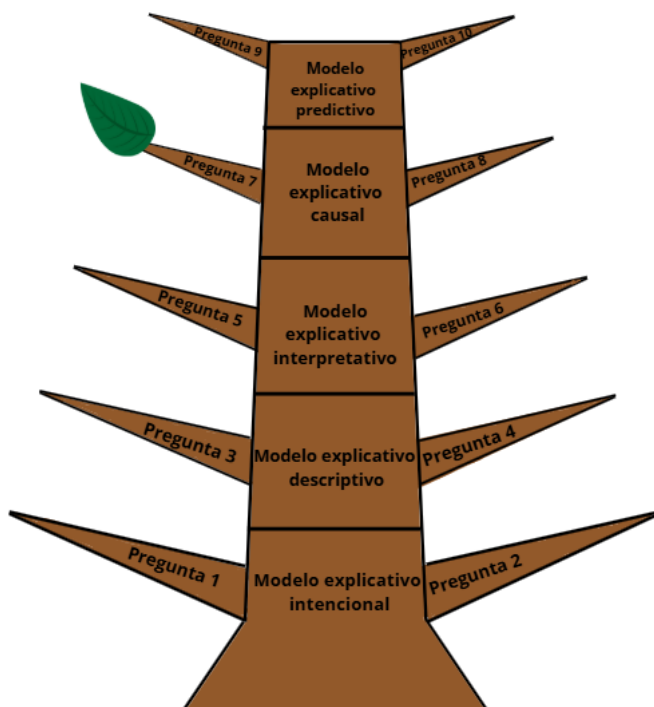 Pregunta 9
Pregunta 10
Modelo
explicativo
predictivo
Pregunta 7
Pregunta 8
Modelo
explicativo
causal
Pregunta 5
Pregunta 6
Modelo
explicativo
interpretativo
Pregunta 3
Pregunta 4
Modelo explicativo
descriptivo
Pregunta 1
Pregunta 2
Modelo explicativo
intencional